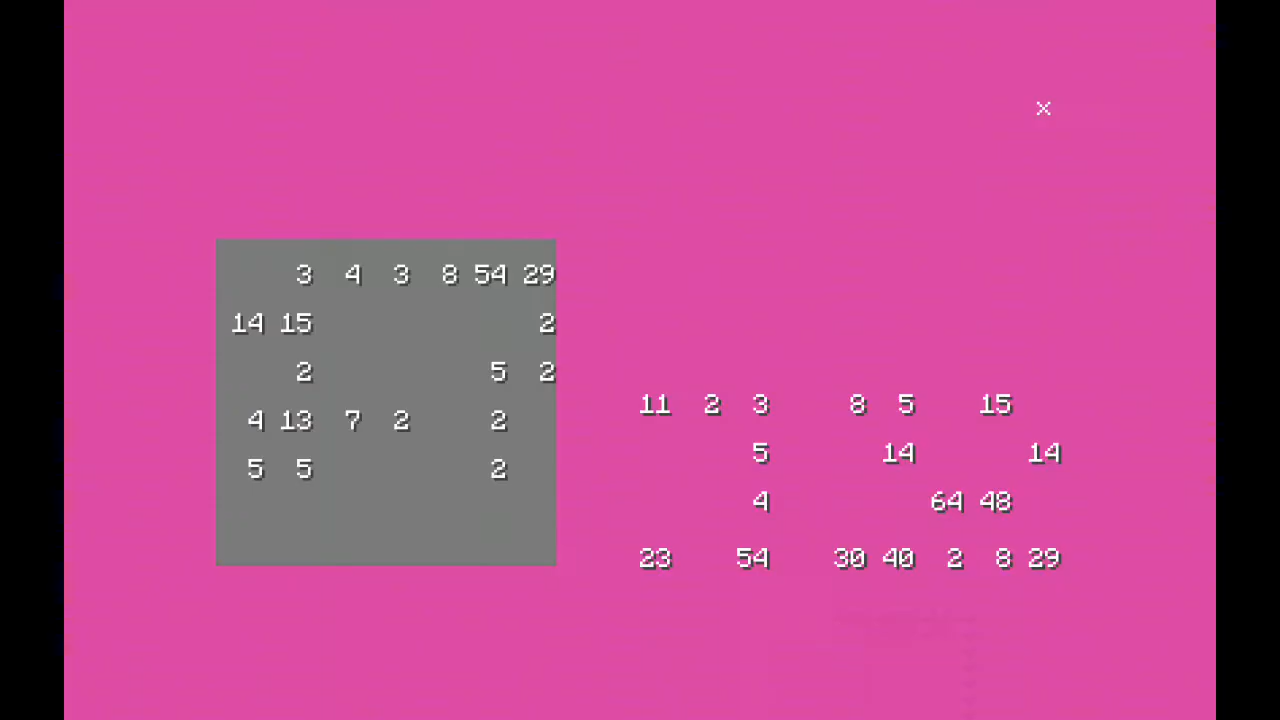 ×
3 4 3 8 54 29
14 15 2
2 5 2
4 13 7 2 2
5 5 2
11 2 3 8 5 15
5 14 14
4 64 48
23 54 30 40 2 8 29